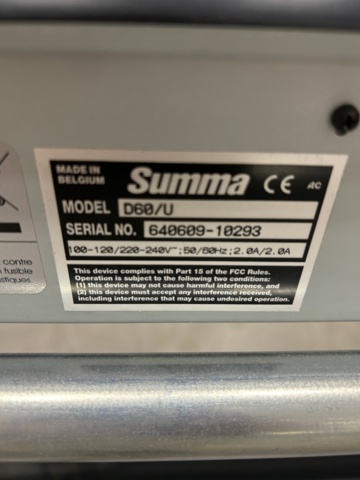 MADE IN
BELGIUM
Summa CE AC
MODEL D60/U
SERIAL NO. 640609-10293
100-120/220-240V~;50/60Hz;2.0A/2.0A
This device complies with Part 15 of the FCC Rules.
Operation is subject to the following two conditions:
(1) this device may not cause harmful interference, and
(2) this device must accept any interference received,
including interference that may cause undesired operation.
contre
fusible